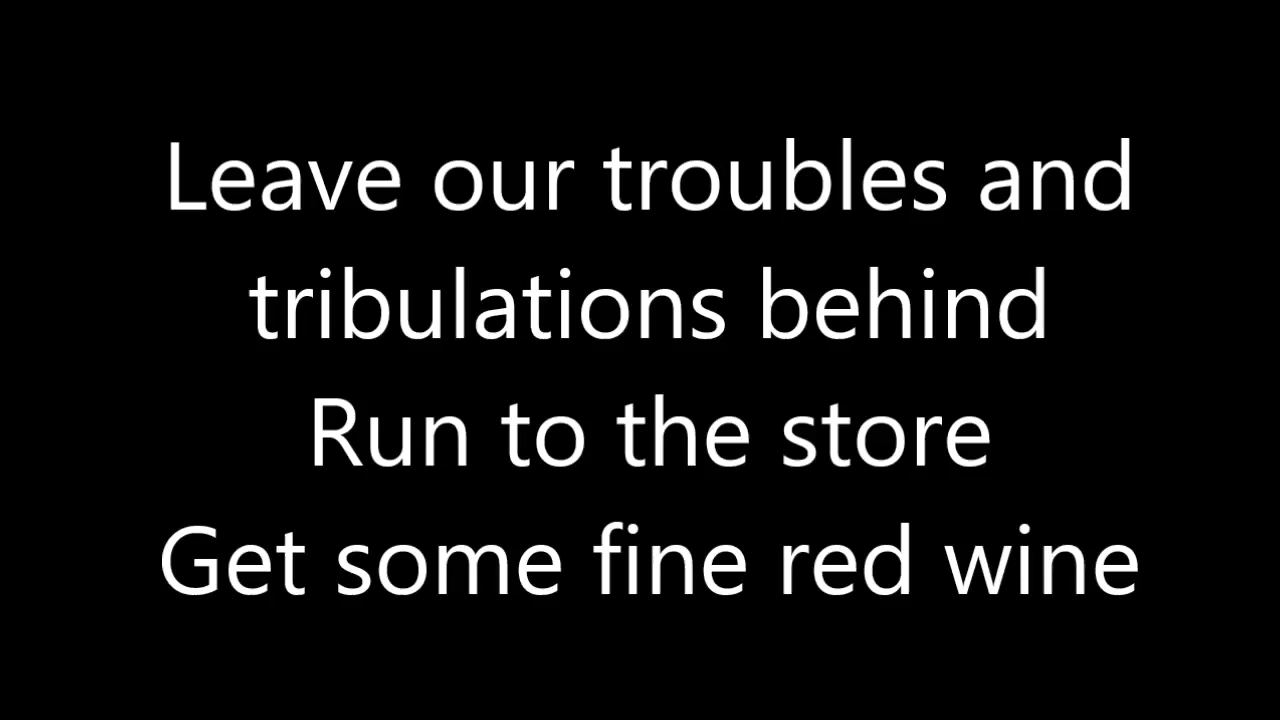 Leave our troubles and
tribulations behind
Run to the store
Get some fine red wine